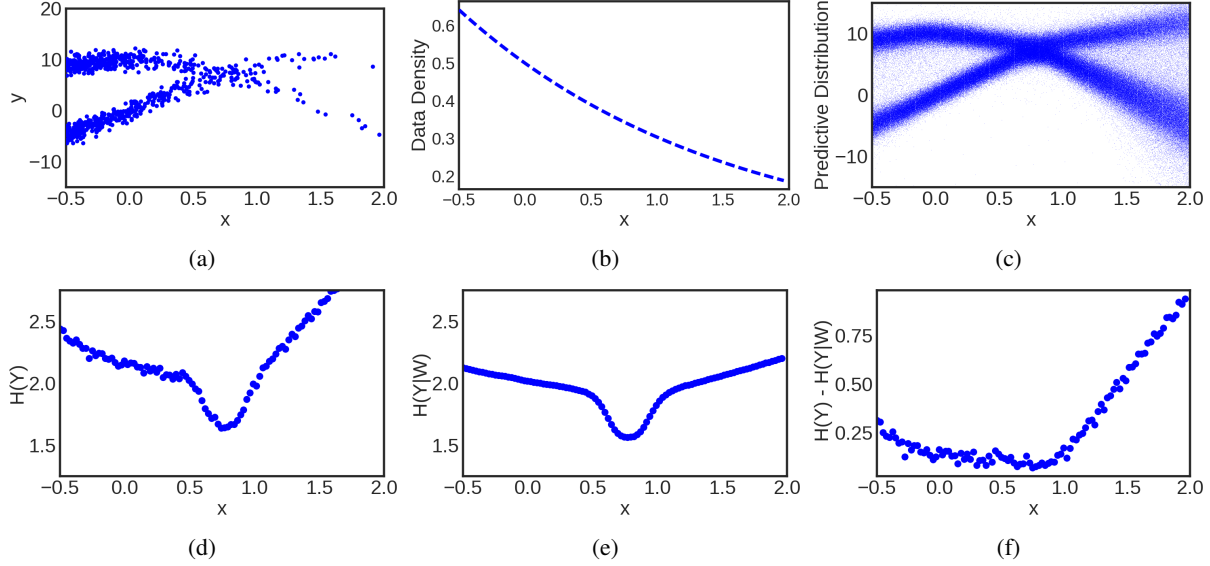 20
10
0
−10
y
−0.5 0.0 0.5 1.0 1.5 2.0
x
(a)
0.6
0.5
0.4
0.3
0.2
Data Density
−0.5 0.0 0.5 1.0 1.5 2.0
x
(b)
10
0
−10
Predictive Distribution
−0.5 0.0 0.5 1.0 1.5 2.0
x
(c)
2.5
2.0
1.5
H(Y)
−0.5 0.0 0.5 1.0 1.5 2.0
x
(d)
2.5
2.0
1.5
H(Y|W)
−0.5 0.0 0.5 1.0 1.5 2.0
x
(e)
0.75
0.50
0.25
H(Y) - H(Y|W)
−0.5 0.0 0.5 1.0 1.5 2.0
x
(f)